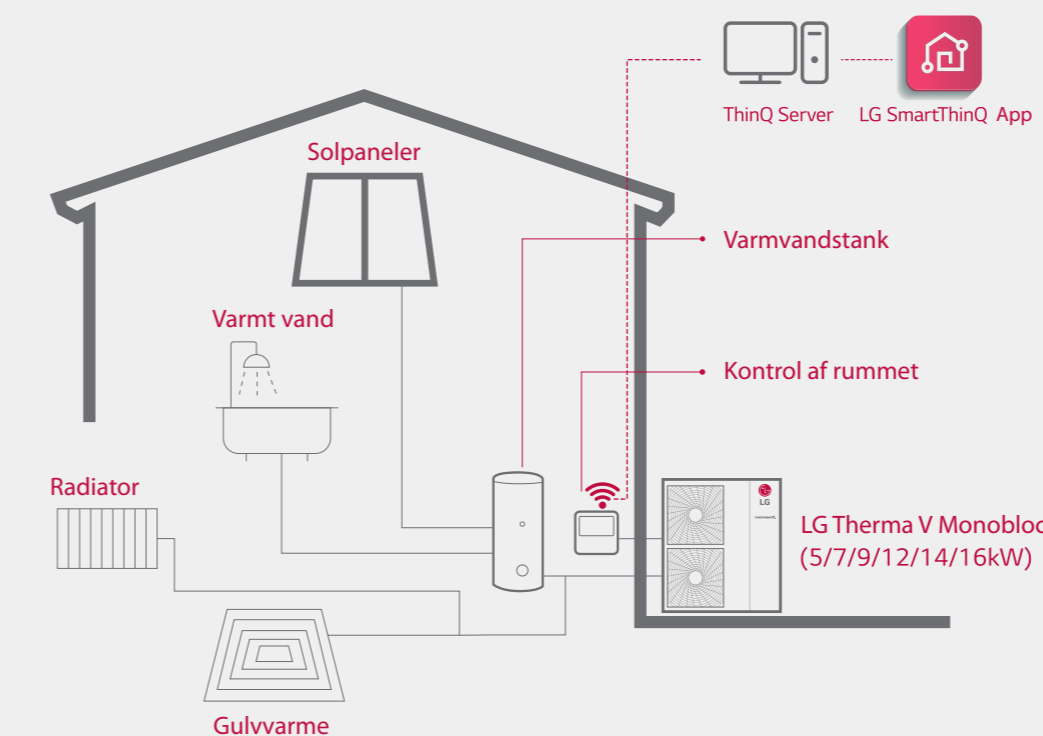 ThinQ Server
LG SmartThinQ App
Solpaneler
Varmvandstank
Varmt vand
Kontrol af rummet
Radiator
LG
LG Therma V Monobloc
(5/7/9/12/14/16kW)
Gulvvarme